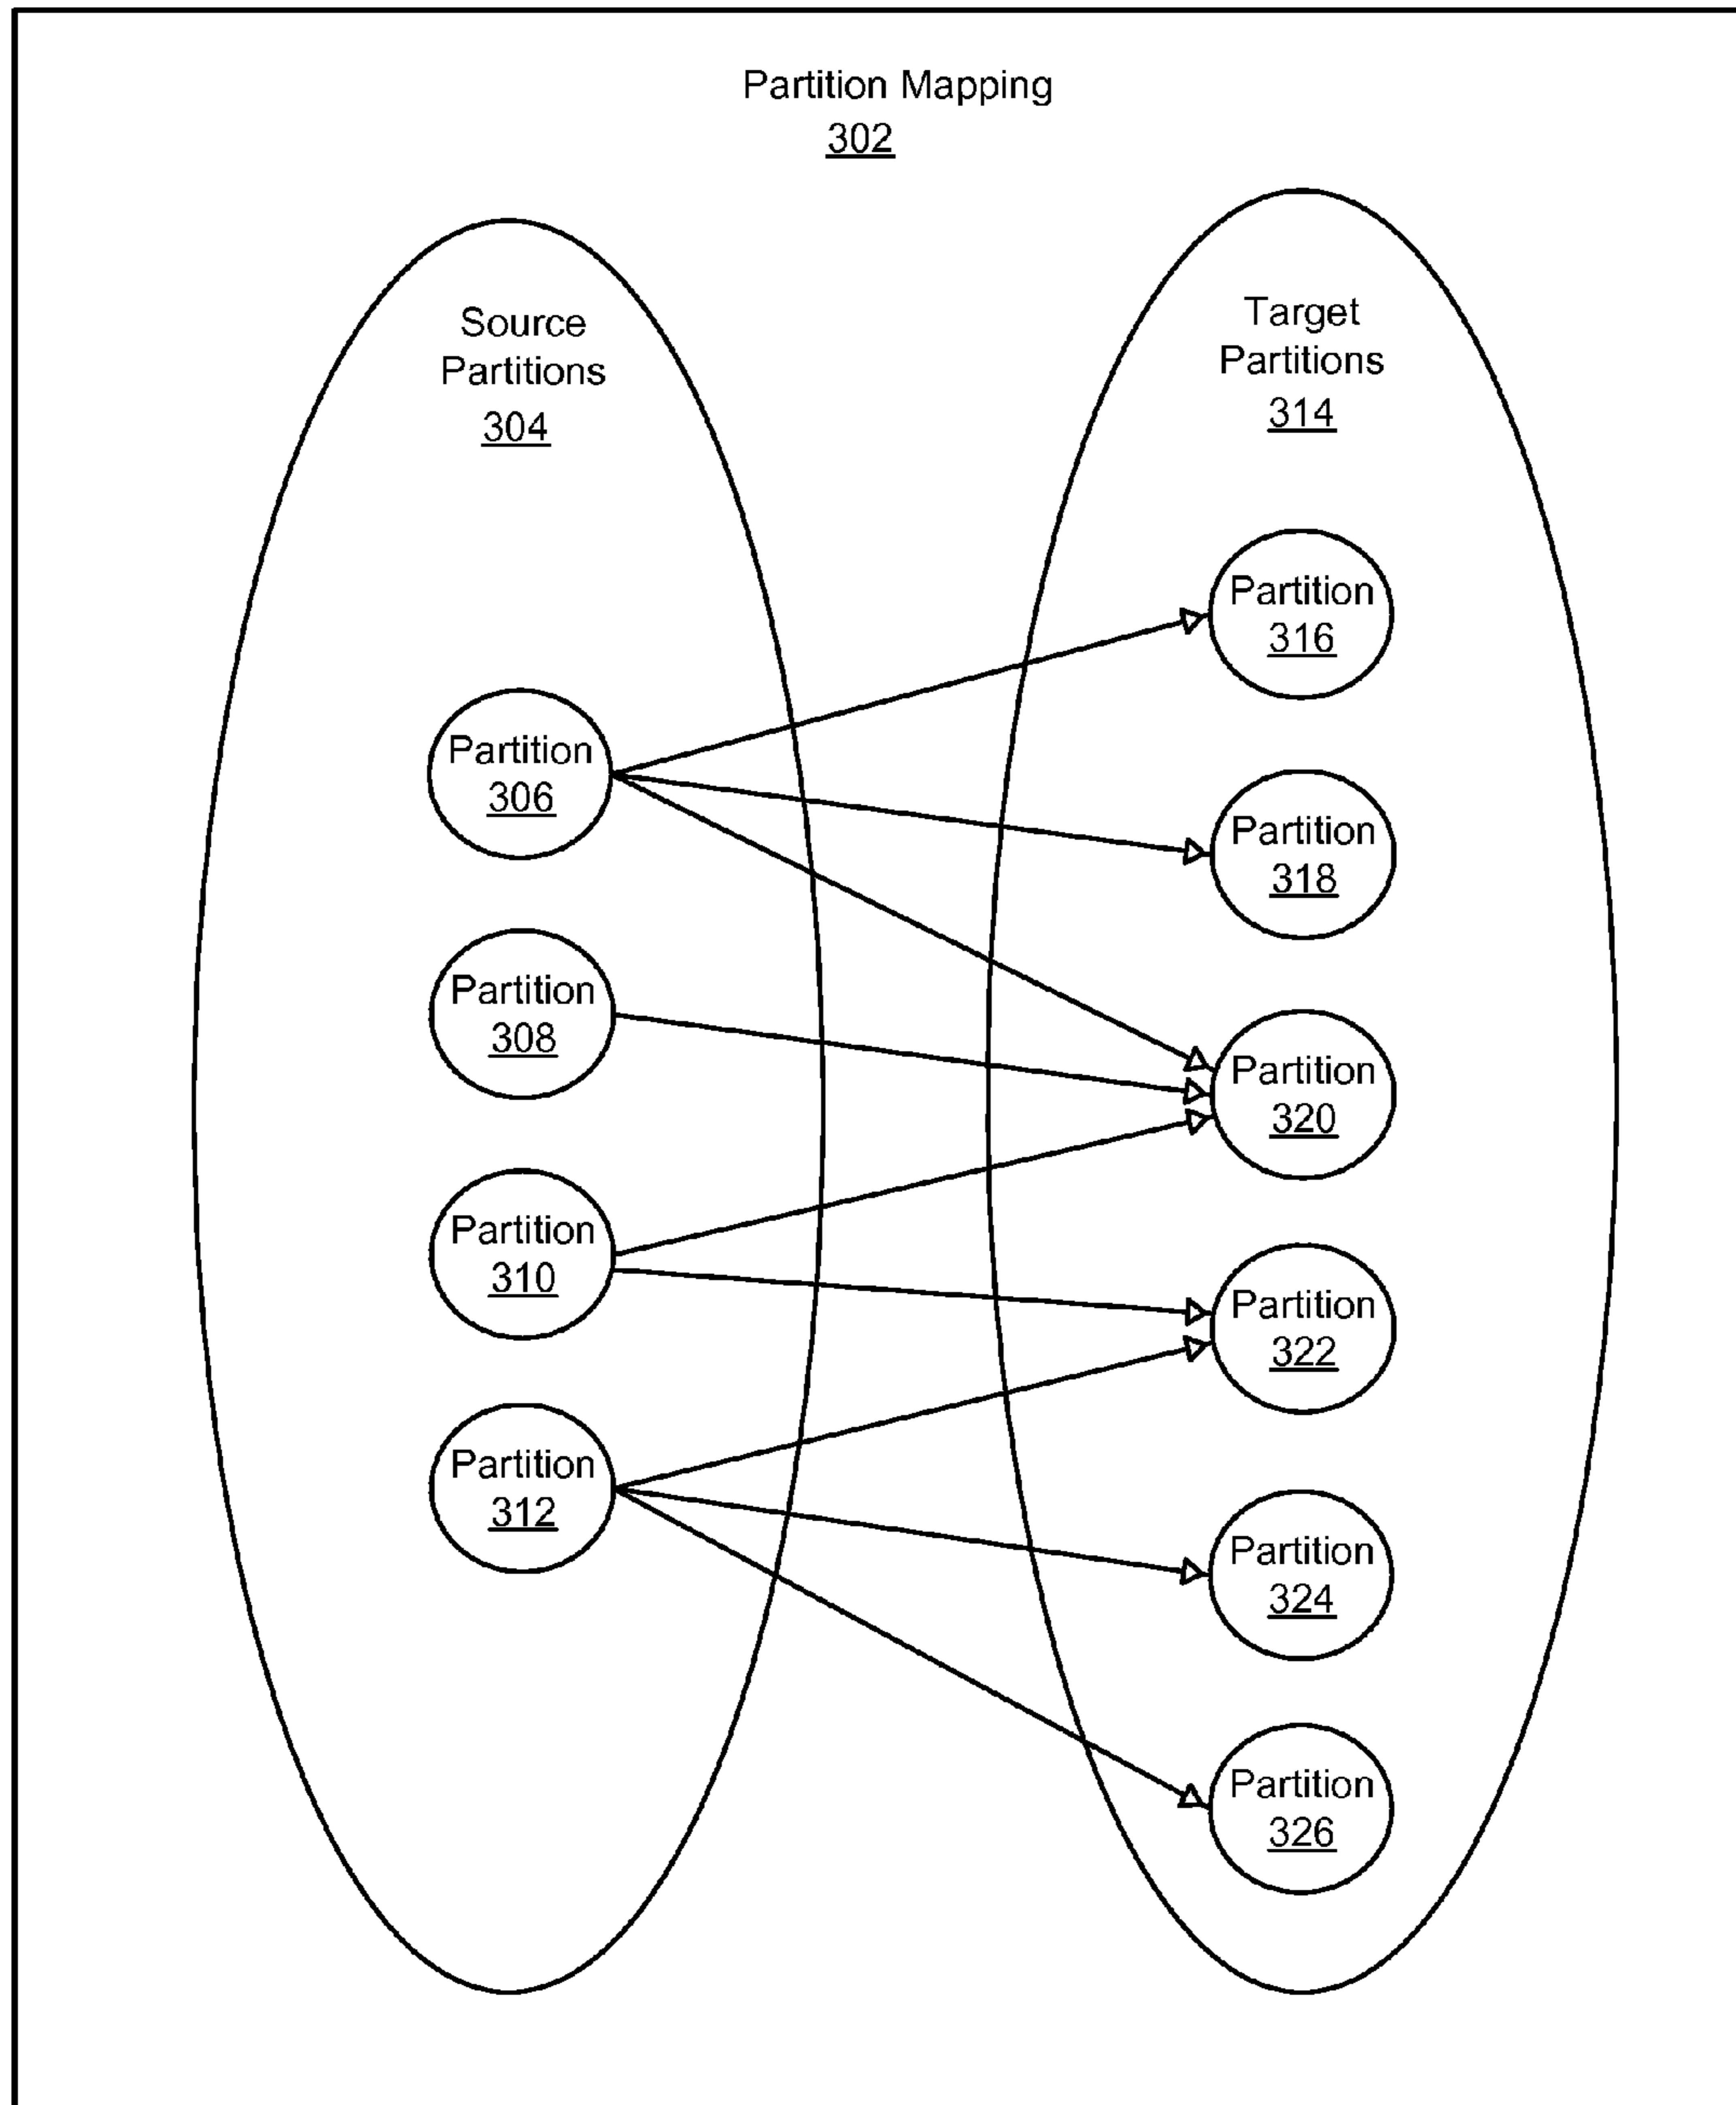 Partition Mapping
302
Source
Partitions
304
Partition
306
Partition
308
Partition
310
Partition
312
Target
Partitions
314
Partition
316
Partition
318
Partition
320
Partition
322
Partition
324
Partition
326